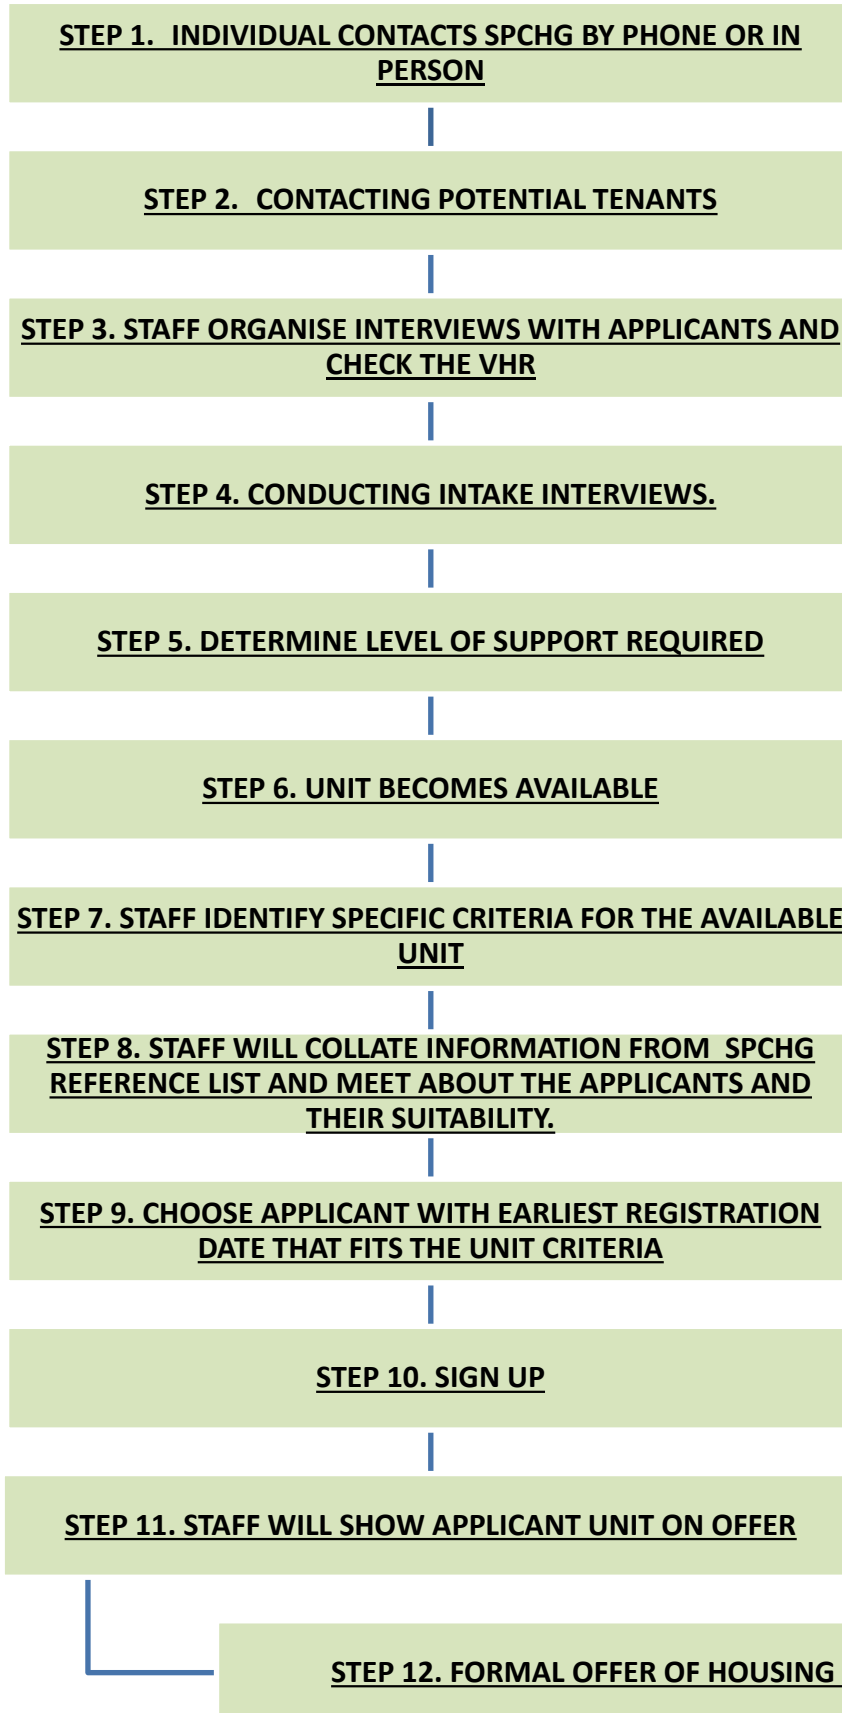 STEP 1. INDIVIDUAL CONTACTS SPCHG BY PHONE OR IN
PERSON
STEP 2. CONTACTING POTENTIAL TENANTS
STEP 3. STAFF ORGANISE INTERVIEWS WITH APPLICANTS AND
CHECK THE VHR
STEP 4. CONDUCTING INTAKE INTERVIEWS.
STEP 5. DETERMINE LEVEL OF SUPPORT REQUIRED
STEP 6. UNIT BECOMES AVAILABLE
STEP 7. STAFF IDENTIFY SPECIFIC CRITERIA FOR THE AVAILABLE
UNIT
STEP 8. STAFF WILL COLLATE INFORMATION FROM SPCHG
REFERENCE LIST AND MEET ABOUT THE APPLICANTS AND
THEIR SUITABILITY.
STEP 9. CHOOSE APPLICANT WITH EARLIEST REGISTRATION
DATE THAT FITS THE UNIT CRITERIA
STEP 10. SIGN UP
STEP 11. STAFF WILL SHOW APPLICANT UNIT ON OFFER
STEP 12. FORMAL OFFER OF HOUSING